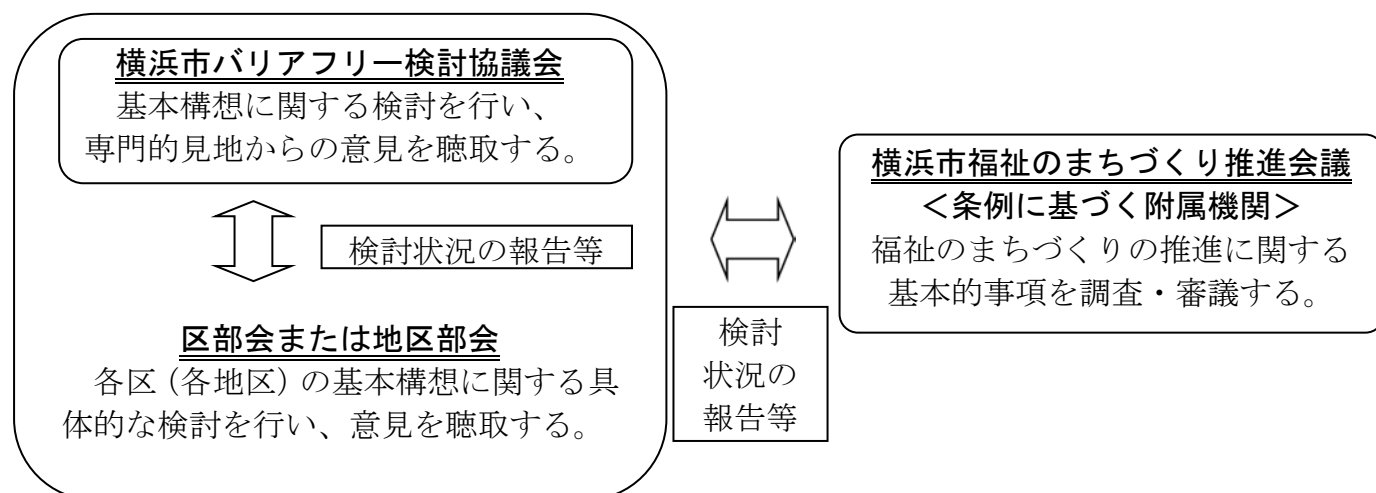 横浜市バリアフリー検討協議会
基本構想に関する検討を行い、
専門的見地からの意見を聴取する。
検討状況の報告等
区部会または地区部会
各区（各地区）の基本構想に関する具
体的な検討を行い、意見を聴取する。
検討
状況の
報告等
横浜市福祉のまちづくり推進会議
＜条例に基づく附属機関＞
福祉のまちづくりの推進に関する
基本的事項を調査・審議する。